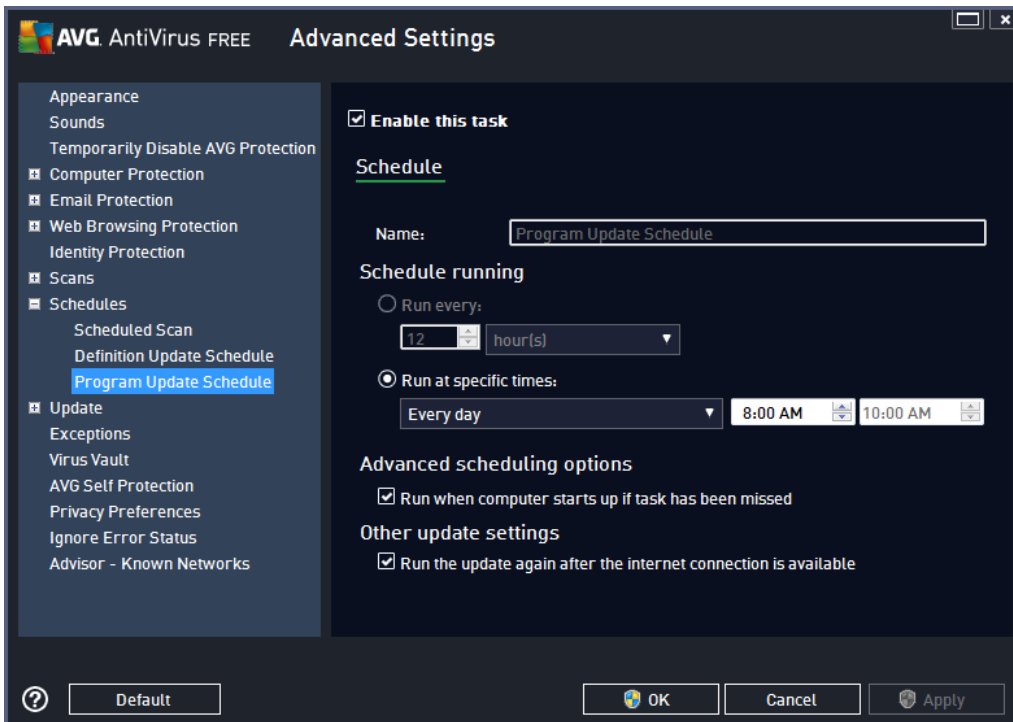 AVG. AntiVirus FREE Advanced Settings
Appearance
Sounds
Temporarily Disable AVG Protection
Computer Protection
Email Protection
Web Browsing Protection
Identity Protection
Scans
Schedules
Scheduled Scan
Definition Update Schedule
Program Update Schedule
Update
Exceptions
Virus Vault
AVG Self Protection
Privacy Preferences
Ignore Error Status
Advisor - Known Networks
Enable this task
Schedule
Name: Program Update Schedule
Schedule running
Run every:
12 hour(s)
Run at specific times:
Every day 8:00 AM 10:00 AM
Advanced scheduling options
Run when computer starts up if task has been missed
Other update settings
Run the update again after the internet connection is available
? Default OK Cancel Apply